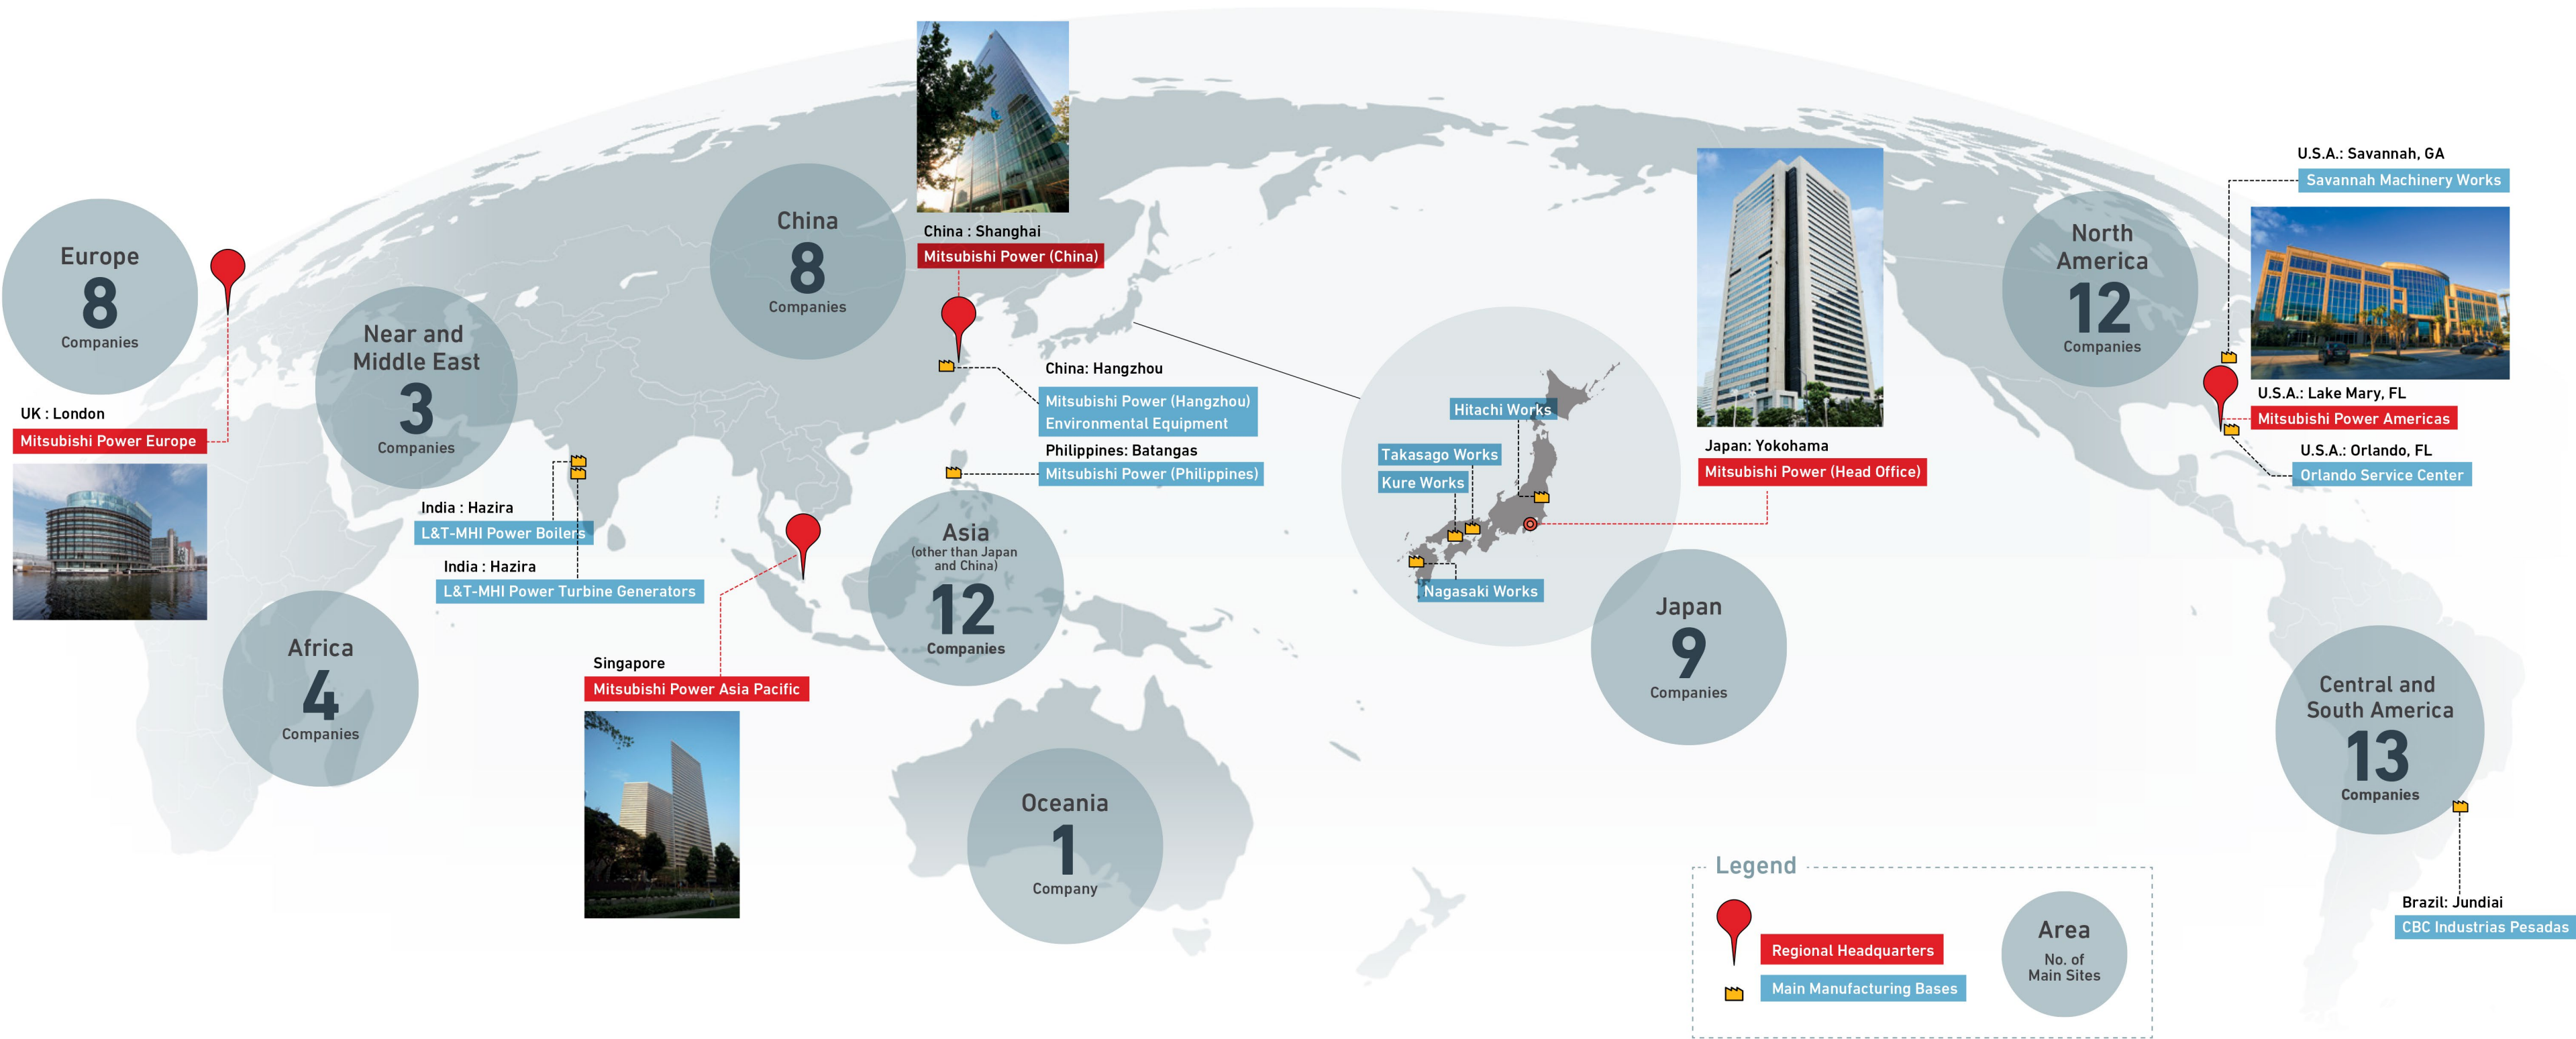 Europe
8
Companies
UK : London
Mitsubishi Power Europe
Near and
Middle East
3
Companies
Africa
4
Companies
India : Hazira
L&T-MHI Power Boilers
India : Hazira
L&T-MHI Power Turbine Generators
Singapore
Mitsubishi Power Asia Pacific
China
8
Companies
China : Shanghai
Mitsubishi Power (China)
China: Hangzhou
Mitsubishi Power (Hangzhou)
Environmental Equipment
Philippines: Batangas
Mitsubishi Power (Philippines)
Asia
(other than Japan
and China)
12
Companies
Oceania
1
Company
Hitachi Works
Takasago Works
Kure Works
Nagasaki Works
Japan: Yokohama
Mitsubishi Power (Head Office)
Japan
9
Companies
North
America
12
Companies
U.S.A.: Savannah, GA
Savannah Machinery Works
U.S.A.: Lake Mary, FL
Mitsubishi Power Americas
U.S.A.: Orlando, FL
Orlando Service Center
Central and
South America
13
Companies
Brazil: Jundiai
CBC Industrias Pesadas
Legend
Regional Headquarters
Main Manufacturing Bases
Area
No. of
Main Sites